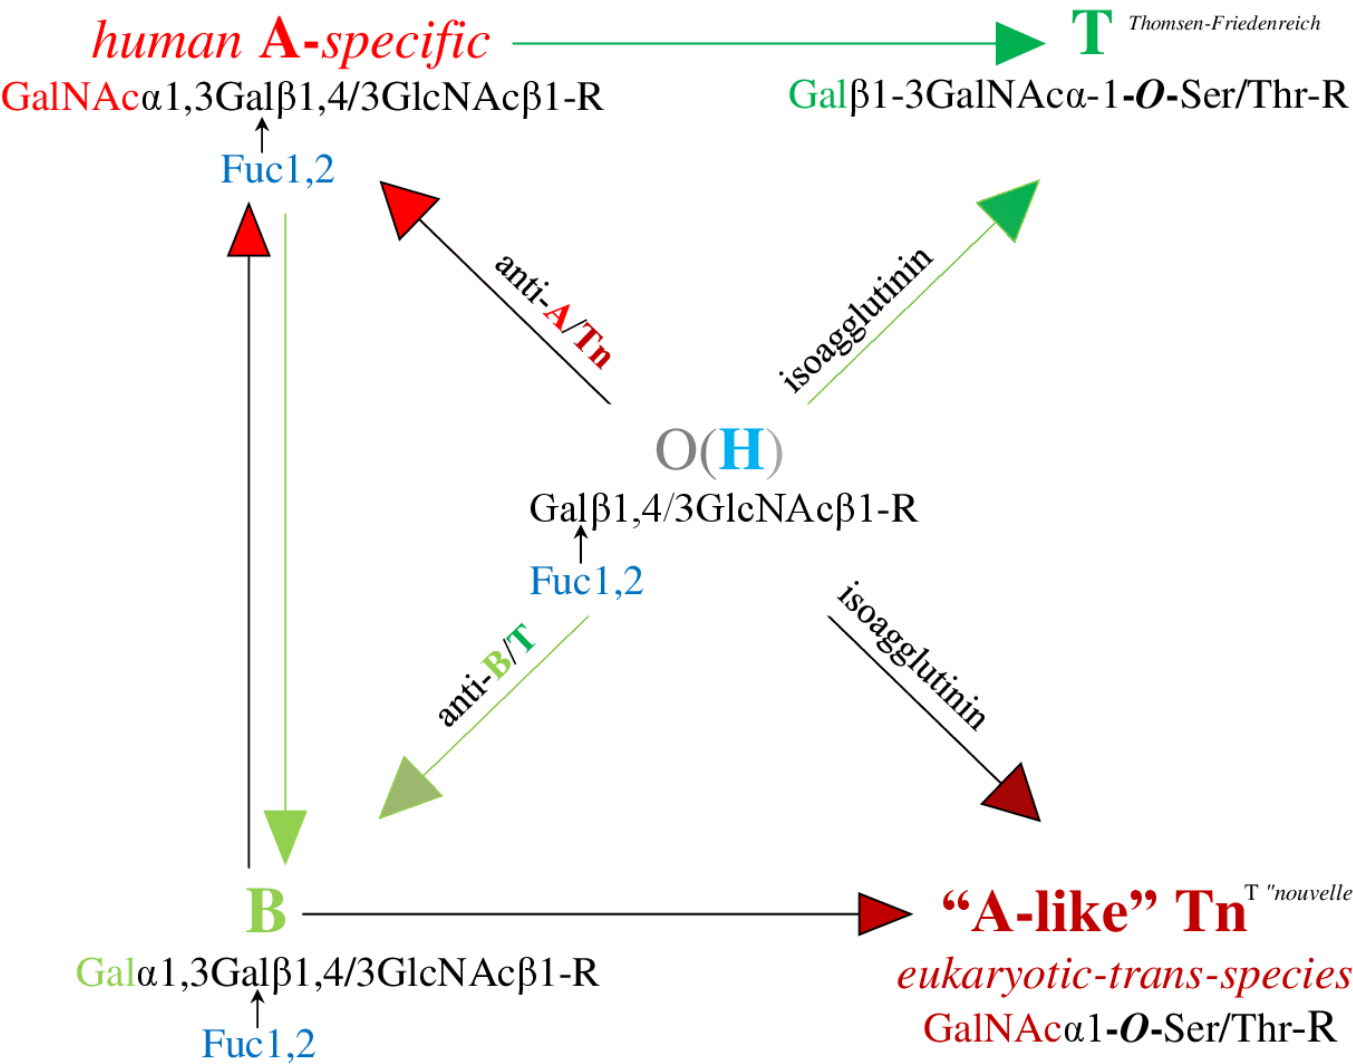 human A-specific
GalNAcα1,3Galβ1,4/3GlcNAcβ1-R
Fuc1,2
T Thomsen-Friedenreich
Galβ1-3GalNAcα-1-O-Ser/Thr-R
anti-A/Tn
isoagglutinin
O(H)
Galβ1,4/3GlcNAcβ1-R
Fuc1,2
anti-B/T
isoagglutinin
B
Galα1,3Galβ1,4/3GlcNAcβ1-R
Fuc1,2
“A-like” Tn T "nouvelle
eukaryotic-trans-species
GalNAcα1-O-Ser/Thr-R